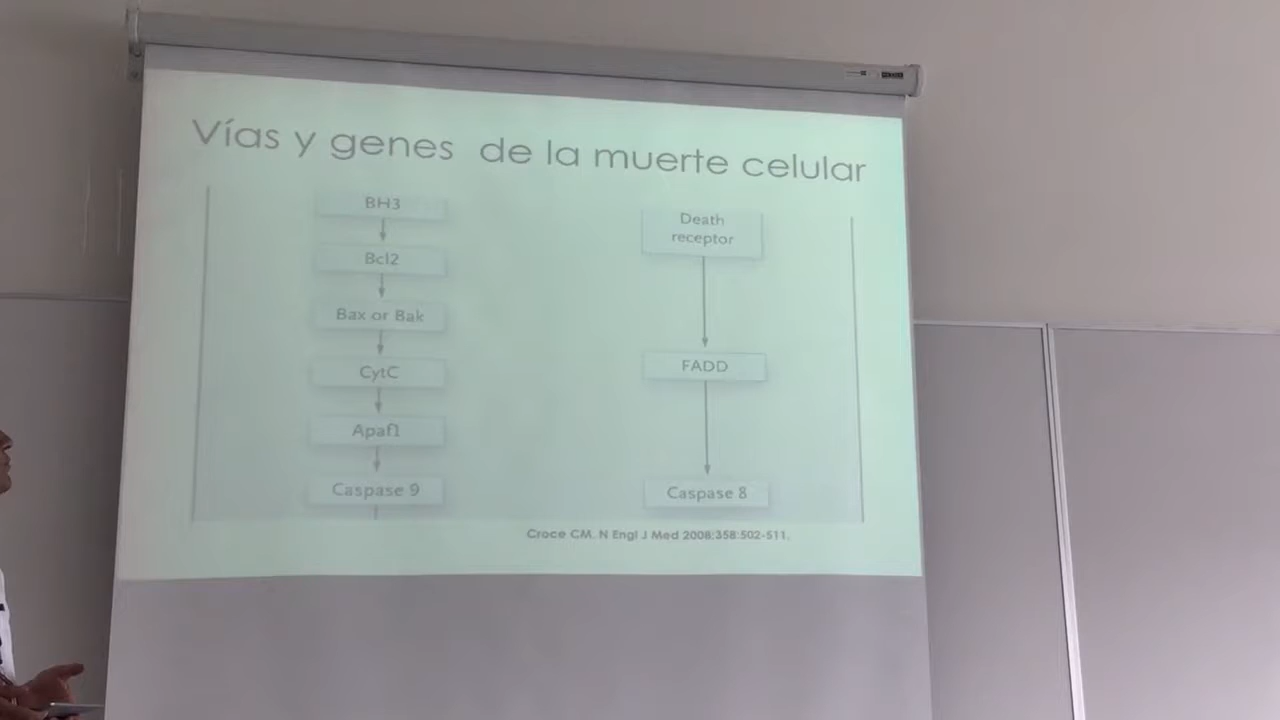 Vías y genes de la muerte celular
BH3
Bcl2
Bax or Bak
CytC
Apaf1
Caspase 9
Death
receptor
FADD
Caspase 8
Croce CM. N Engl J Med 2008;358:502-511.